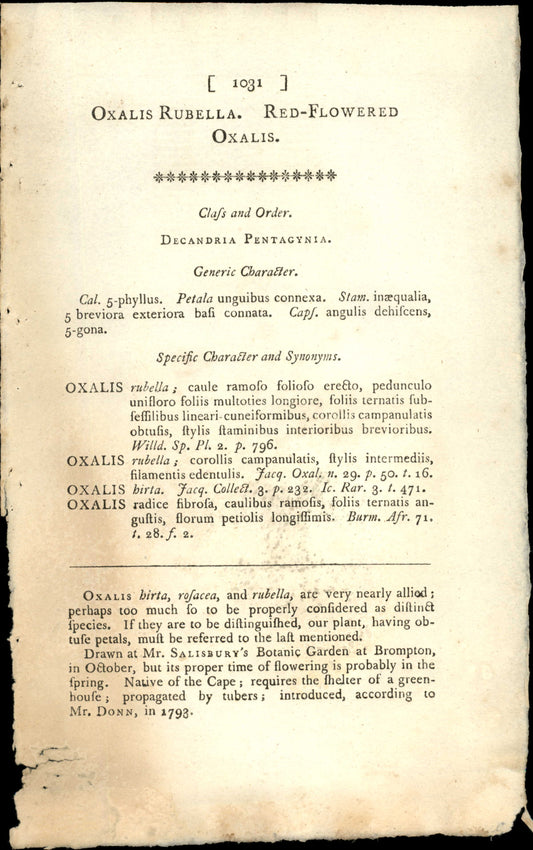 [ 1031 ]
OXALIS RUBELLA. RED-FLOWERED
OXALIS.
Claſs and Order.
DECANDRIA PENTAGYNIA.
Generic Character.
Cal. 5-phyllus. Petala unguibus connexa. Stam. inæqualia,
5 breviora exteriora baſi connata. Capſ. angulis dehiſcens,
5-gona.
Specific Character and Synonyms.
OXALIS rubella; caule ramoſo folioſo erecto, pedunculo
unifloro foliis multoties longiore, foliis ternatis ſub-
ſeſſilibus lineari-cuneiformibus, corollis campanulatis
obtuſis, ſtylis ſtaminibus interioribus brevioribus.
Willd. Sp. Pl. 2. p. 796.
OXALIS rubella; corollis campanulatis, ſtylis intermediis,
filamentis edentulis. Jacq. Oxal. n. 29. p. 50. t. 16.
OXALIS hirta. Jacq. Collect. 3. p. 232. Ic. Rar. 3. t. 471.
OXALIS radice fibroſa, caulibus ramoſis, foliis ternatis an-
guſtis, florum petiolis longiſſimis. Burm. Afr. 71.
t. 28. f. 2.
OXALIS hirta, roſacea, and rubella, are very nearly allied;
perhaps too much ſo to be properly conſidered as diſtinct
ſpecies. If they are to be diſtinguiſhed, our plant, having ob-
tuſe petals, muſt be referred to the laſt mentioned.
Drawn at Mr. SALISBURY'S Botanic Garden at Brompton,
in October, but its proper time of flowering is probably in the
ſpring. Native of the Cape; requires the ſhelter of a green-
houſe; propagated by tubers; introduced, according to
Mr. DONN, in 1793.